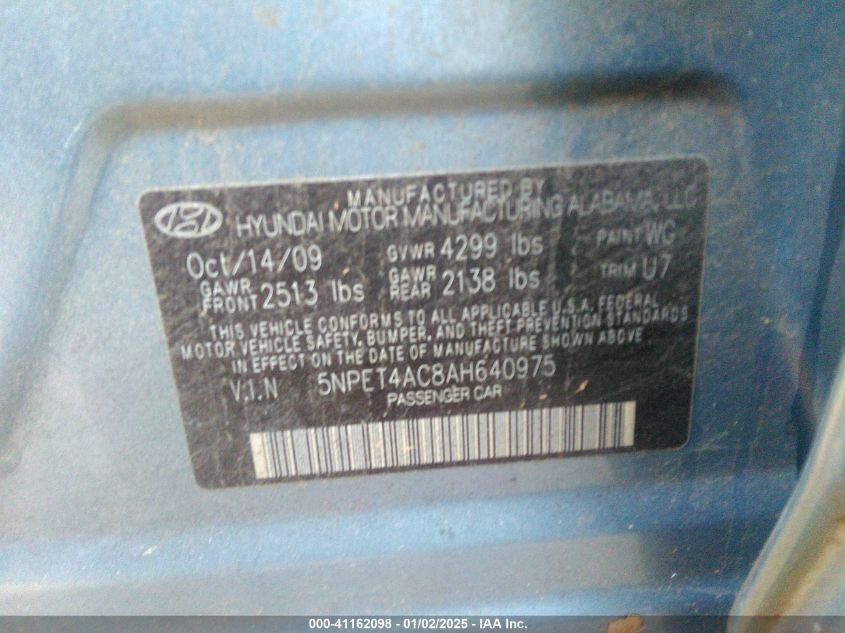 MANUFACTURED BY
HYUNDAI MOTOR MANUFACTURING ALABAMA, LLC
Oct/14/09 GVWR 4299 lbs PAINT WG
GAWR FRONT 2513 lbs GAWR REAR 2138 lbs TRIM U7
THIS VEHICLE CONFORMS TO ALL APPLICABLE U.S.A. FEDERAL
MOTOR VEHICLE SAFETY, BUMPER, AND THEFT PREVENTION STANDARDS
IN EFFECT ON THE DATE OF MANUFACTURE SHOWN ABOVE
V.I.N 5NPET4AC8AH640975
PASSENGER CAR
000-41162098 - 01/02/2025 - IAA Inc.